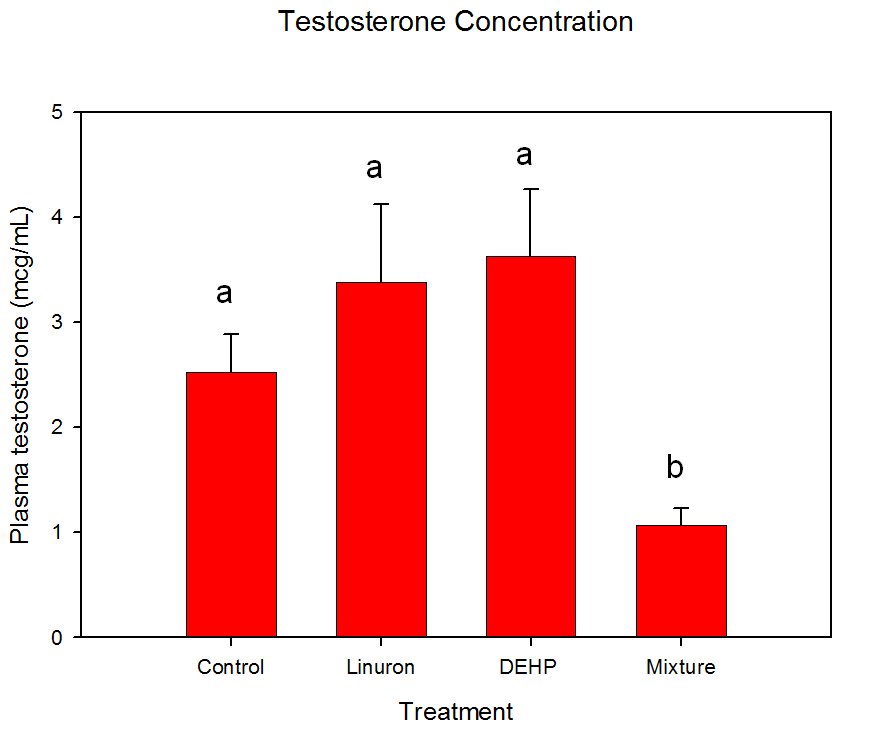 Testosterone Concentration
Plasma testosterone (mcg/mL)
5
4
3
2
1
0
a
a
a
b
Control
Linuron
DEHP
Mixture
Treatment